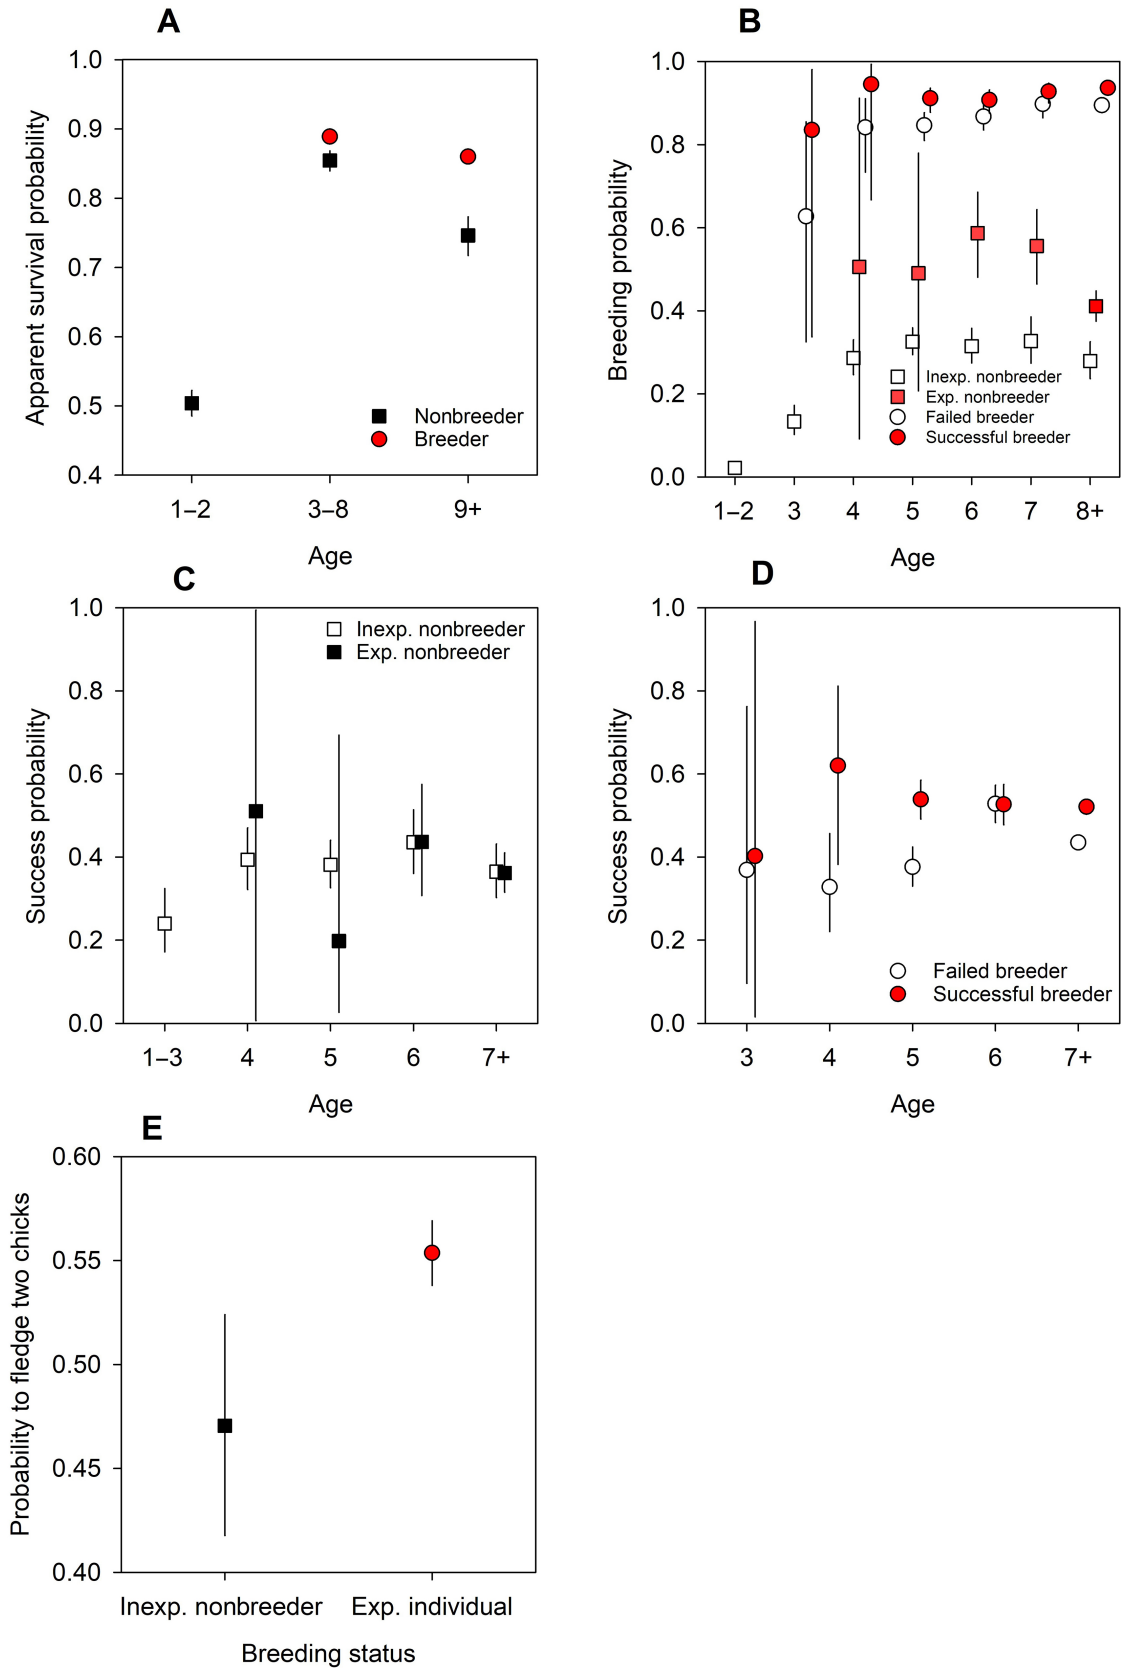 A
1.0
0.9
0.8
0.7
0.6
0.5
0.4
Apparent survival probability
Nonbreeder
Breeder
1–2 3–8 9+
Age
B
1.0
0.8
0.6
0.4
0.2
0.0
Breeding probability
Inexp. nonbreeder
Exp. nonbreeder
Failed breeder
Successful breeder
1–2 3 4 5 6 7 8+
Age
C
1.0
0.8
0.6
0.4
0.2
0.0
Success probability
Inexp. nonbreeder
Exp. nonbreeder
1–3 4 5 6 7+
Age
D
1.0
0.8
0.6
0.4
0.2
0.0
Success probability
Failed breeder
Successful breeder
3 4 5 6 7+
Age
E
0.60
0.55
0.50
0.45
0.40
Probability to fledge two chicks
Inexp. nonbreeder Exp. individual
Breeding status